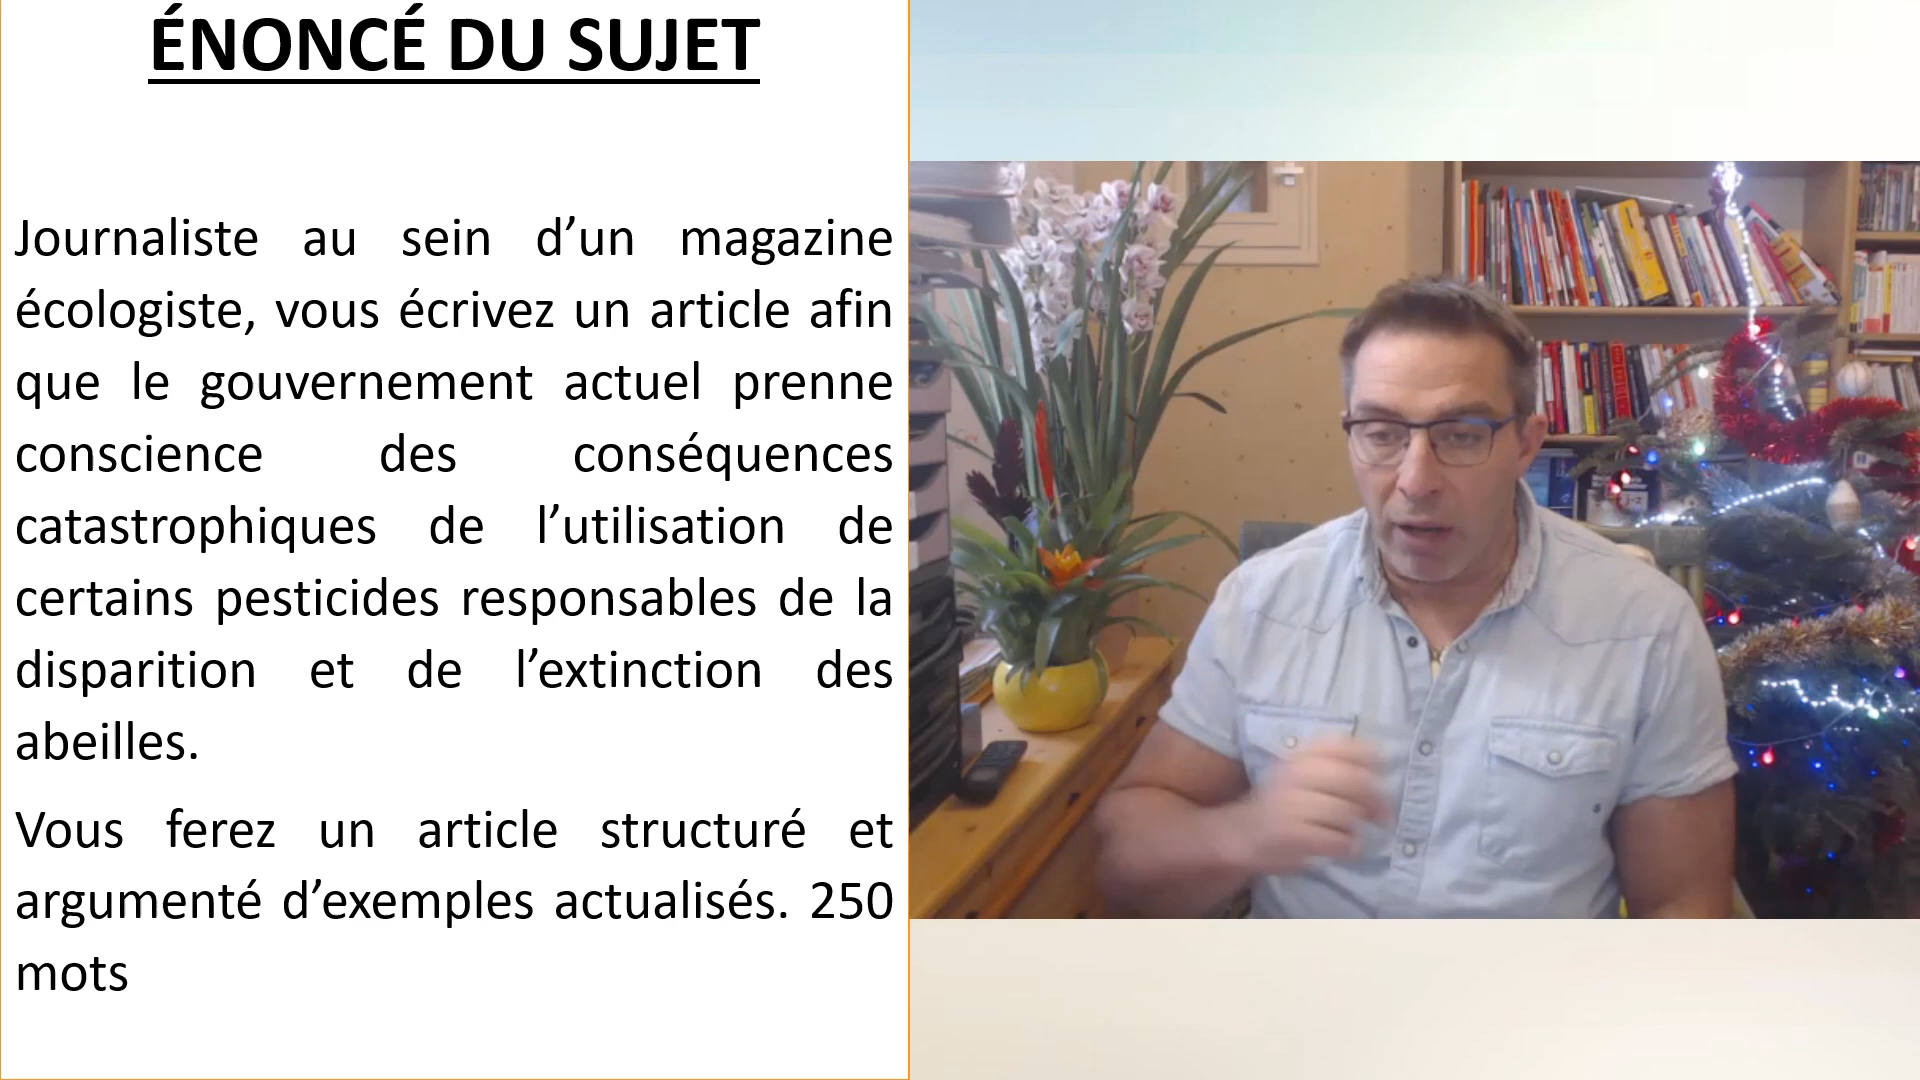 ÉNONCÉ DU SUJET
Journaliste au sein d’un magazine
écologiste, vous écrivez un article afin
que le gouvernement actuel prenne
conscience des conséquences
catastrophiques de l’utilisation de
certains pesticides responsables de la
disparition et de l’extinction des
abeilles.
Vous ferez un article structuré et
argumenté d’exemples actualisés. 250
mots